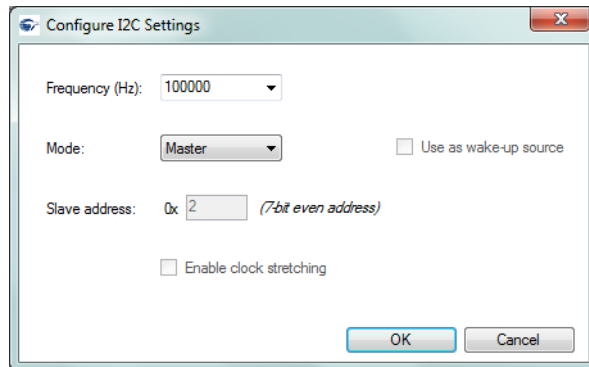 Configure I2C Settings
Frequency (Hz): 100000
Mode: Master Use as wake-up source
Slave address: 0x 2 (7-bit even address)
Enable clock stretching
OK Cancel